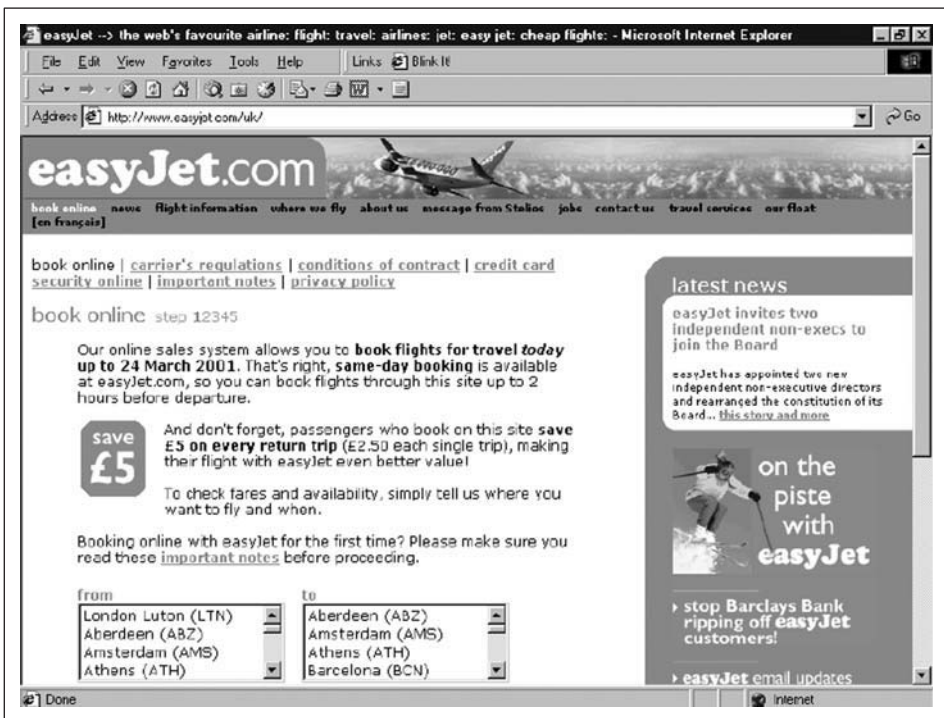 easyJet --> the web's favourite airline: flight: travel: airlines: jet: easy jet: cheap flights: - Microsoft Internet Explorer
File Edit View Favorites Tools Help Links Blink It!
Address http://www.easyjet.com/uk/ Go
easyJet.com
book online news flight information where we fly about us message from Stelios jobs contact us travel services our float
[en français]
book online | carrier's regulations | conditions of contract | credit card
security online | important notes | privacy policy
book online step 12345
Our online sales system allows you to book flights for travel today
up to 24 March 2001. That's right, same-day booking is available
at easyJet.com, so you can book flights through this site up to 2
hours before departure.
save
£5
And don't forget, passengers who book on this site save
£5 on every return trip (£2.50 each single trip), making
their flight with easyJet even better value!
To check fares and availability, simply tell us where you
want to fly and when.
Booking online with easyJet for the first time? Please make sure you
read these important notes before proceeding.
from
London Luton (LTN)
Aberdeen (ABZ)
Amsterdam (AMS)
Athens (ATH)
to
Aberdeen (ABZ)
Amsterdam (AMS)
Athens (ATH)
Barcelona (BCN)
latest news
easyJet invites two
independent non-execs to
join the Board
easyJet has appointed two new
independent non-executive directors
and rearranged the constitution of its
Board... this story and more
on the
piste
with
easyJet
stop Barclays Bank
ripping off easyJet
customers!
easyJet email updates
Done Internet